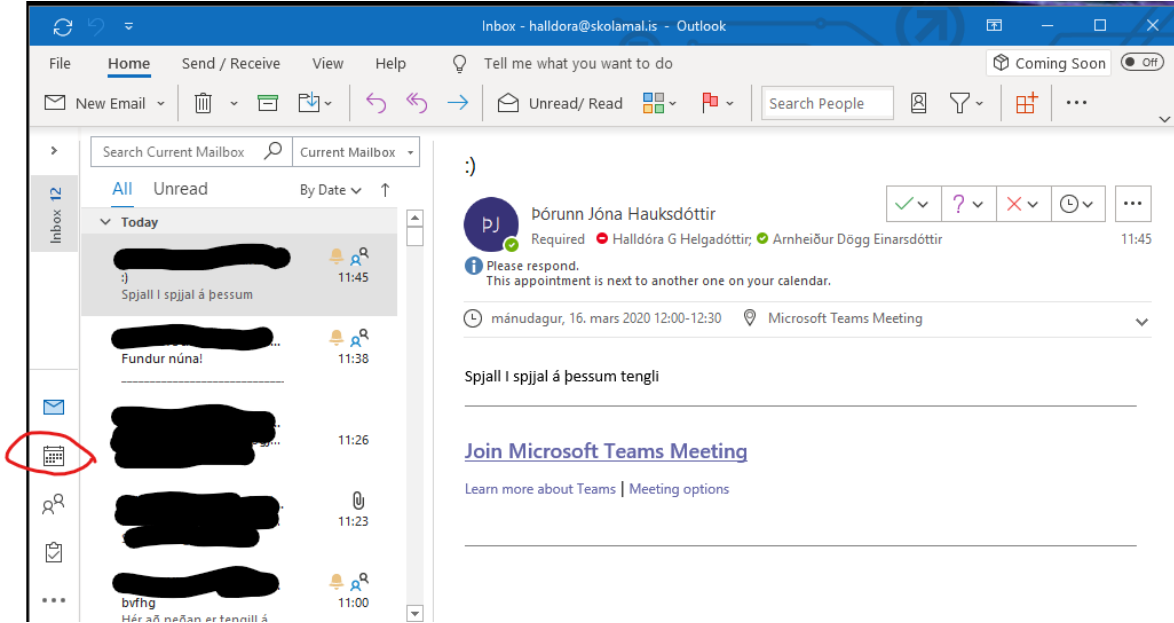 Inbox - halldora@skolamal.is - Outlook
File Home Send / Receive View Help Tell me what you want to do Coming Soon Off
New Email Unread/ Read Search People
Search Current Mailbox Current Mailbox
All Unread By Date
Inbox 12
Today
:)
11:45
Spjall I spjjal á þessum
Fundur núna! 11:38
11:26
11:23
bvfhg 11:00
Hér að neðan er tengill á
:)
ÞJ
Þórunn Jóna Hauksdóttir
Required Halldóra G Helgadóttir; Arnheiður Dögg Einarsdóttir 11:45
Please respond.
This appointment is next to another one on your calendar.
mánudagur, 16. mars 2020 12:00-12:30 Microsoft Teams Meeting
Spjall I spjjal á þessum tengli
Join Microsoft Teams Meeting
Learn more about Teams | Meeting options